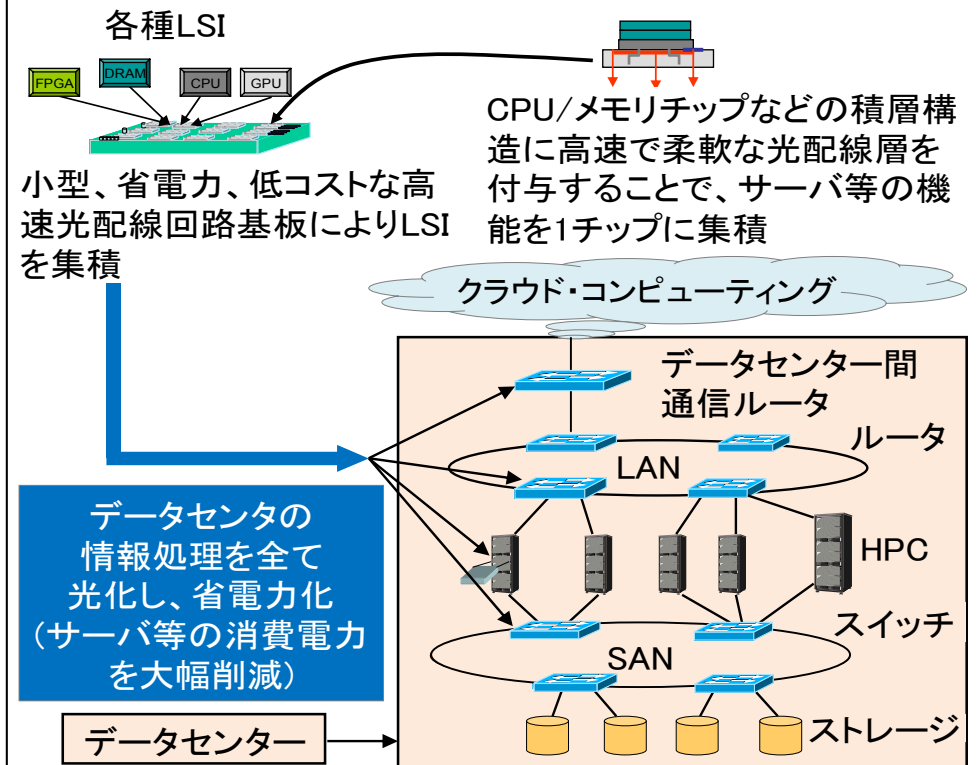 各種LSI
FPGA
DRAM
CPU
GPU
小型、省電力、低コストな高
速光配線回路基板によりLSI
を集積
CPU/メモリチップなどの積層構
造に高速で柔軟な光配線層を
付与することで、サーバ等の機
能を1チップに集積
クラウド・コンピューティング
データセンター間
通信ルータ
ルータ
LAN
データセンタの
情報処理を全て
光化し、省電力化
(サーバ等の消費電力
を大幅削減)
HPC
スイッチ
SAN
ストレージ
データセンター